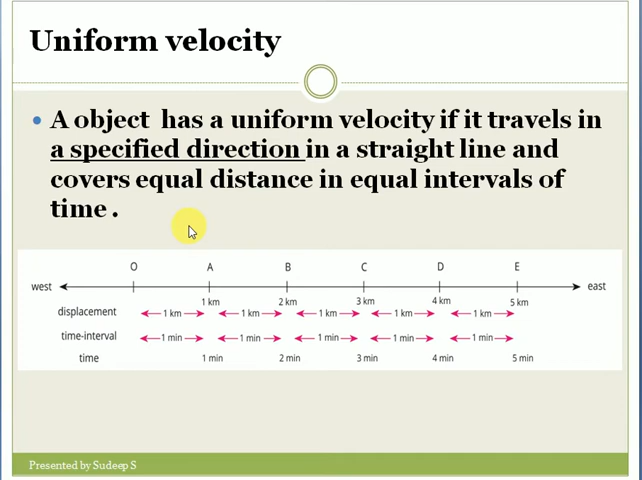 Uniform velocity
A object has a uniform velocity if it travels in
a specified direction in a straight line and
covers equal distance in equal intervals of
time .
O A B C D E
west east
1 km 2 km 3 km 4 km 5 km
displacement 1 km 1 km 1 km 1 km 1 km
time-interval 1 min 1 min 1 min 1 min 1 min
time 1 min 2 min 3 min 4 min 5 min
Presented by Sudeep S